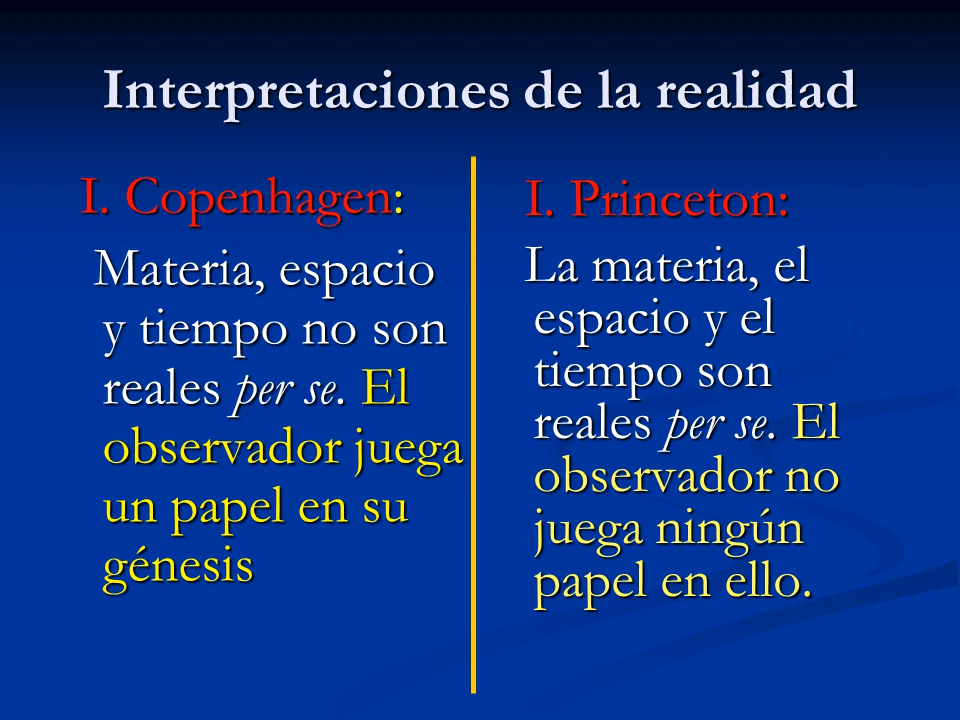 Interpretaciones de la realidad
I. Copenhagen:
Materia, espacio
y tiempo no son
reales per se. El
observador juega
un papel en su
génesis
I. Princeton:
La materia, el
espacio y el
tiempo son
reales per se. El
observador no
juega ningún
papel en ello.